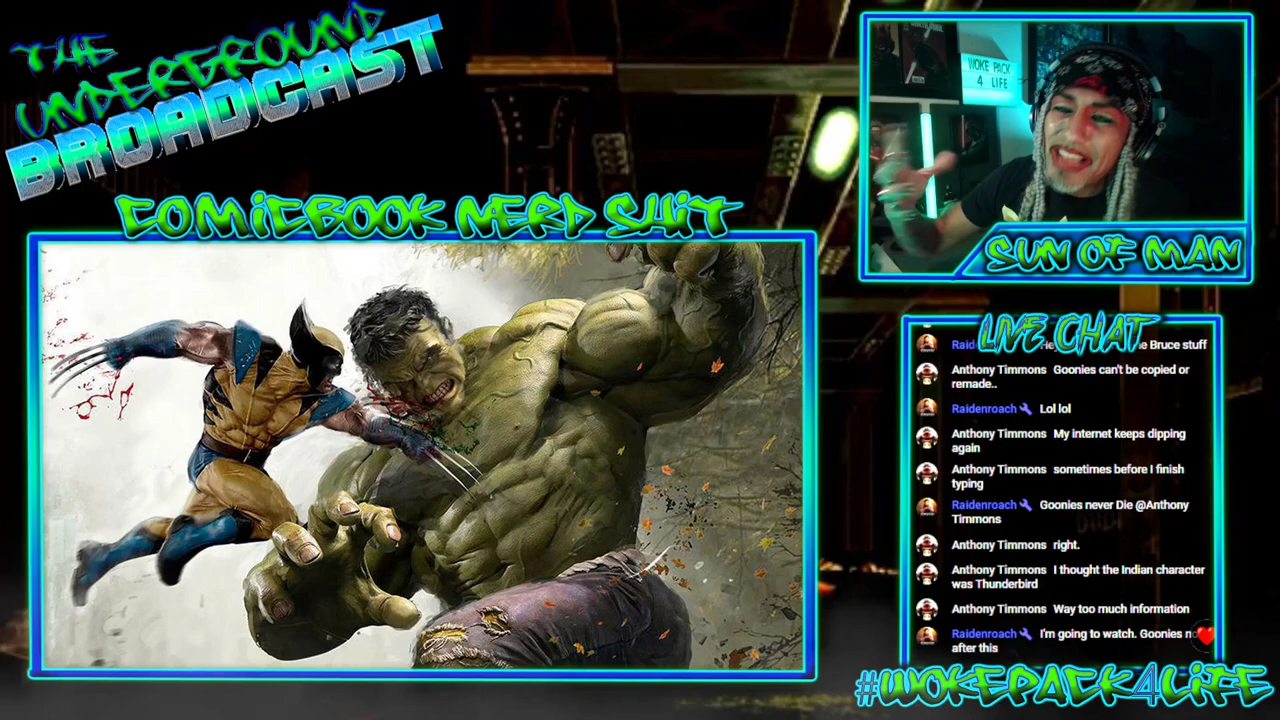 THE
UNDERGROUND
BROADCAST
COMICBOOK NERD SHIT
WOKE PACK
4 LIFE
SUN OF MAN
LIVE CHAT
Bruce stuff
Anthony Timmons Goonies can't be copied or
remade..
Raidenroach Lol lol
Anthony Timmons My internet keeps dipping
again
Anthony Timmons sometimes before I finish
typing
Raidenroach Goonies never Die @Anthony
Timmons
Anthony Timmons right.
Anthony Timmons I thought the Indian character
was Thunderbird
Anthony Timmons Way too much information
Raidenroach I'm going to watch. Goonies
after this
#WOKEPACK4LIFE